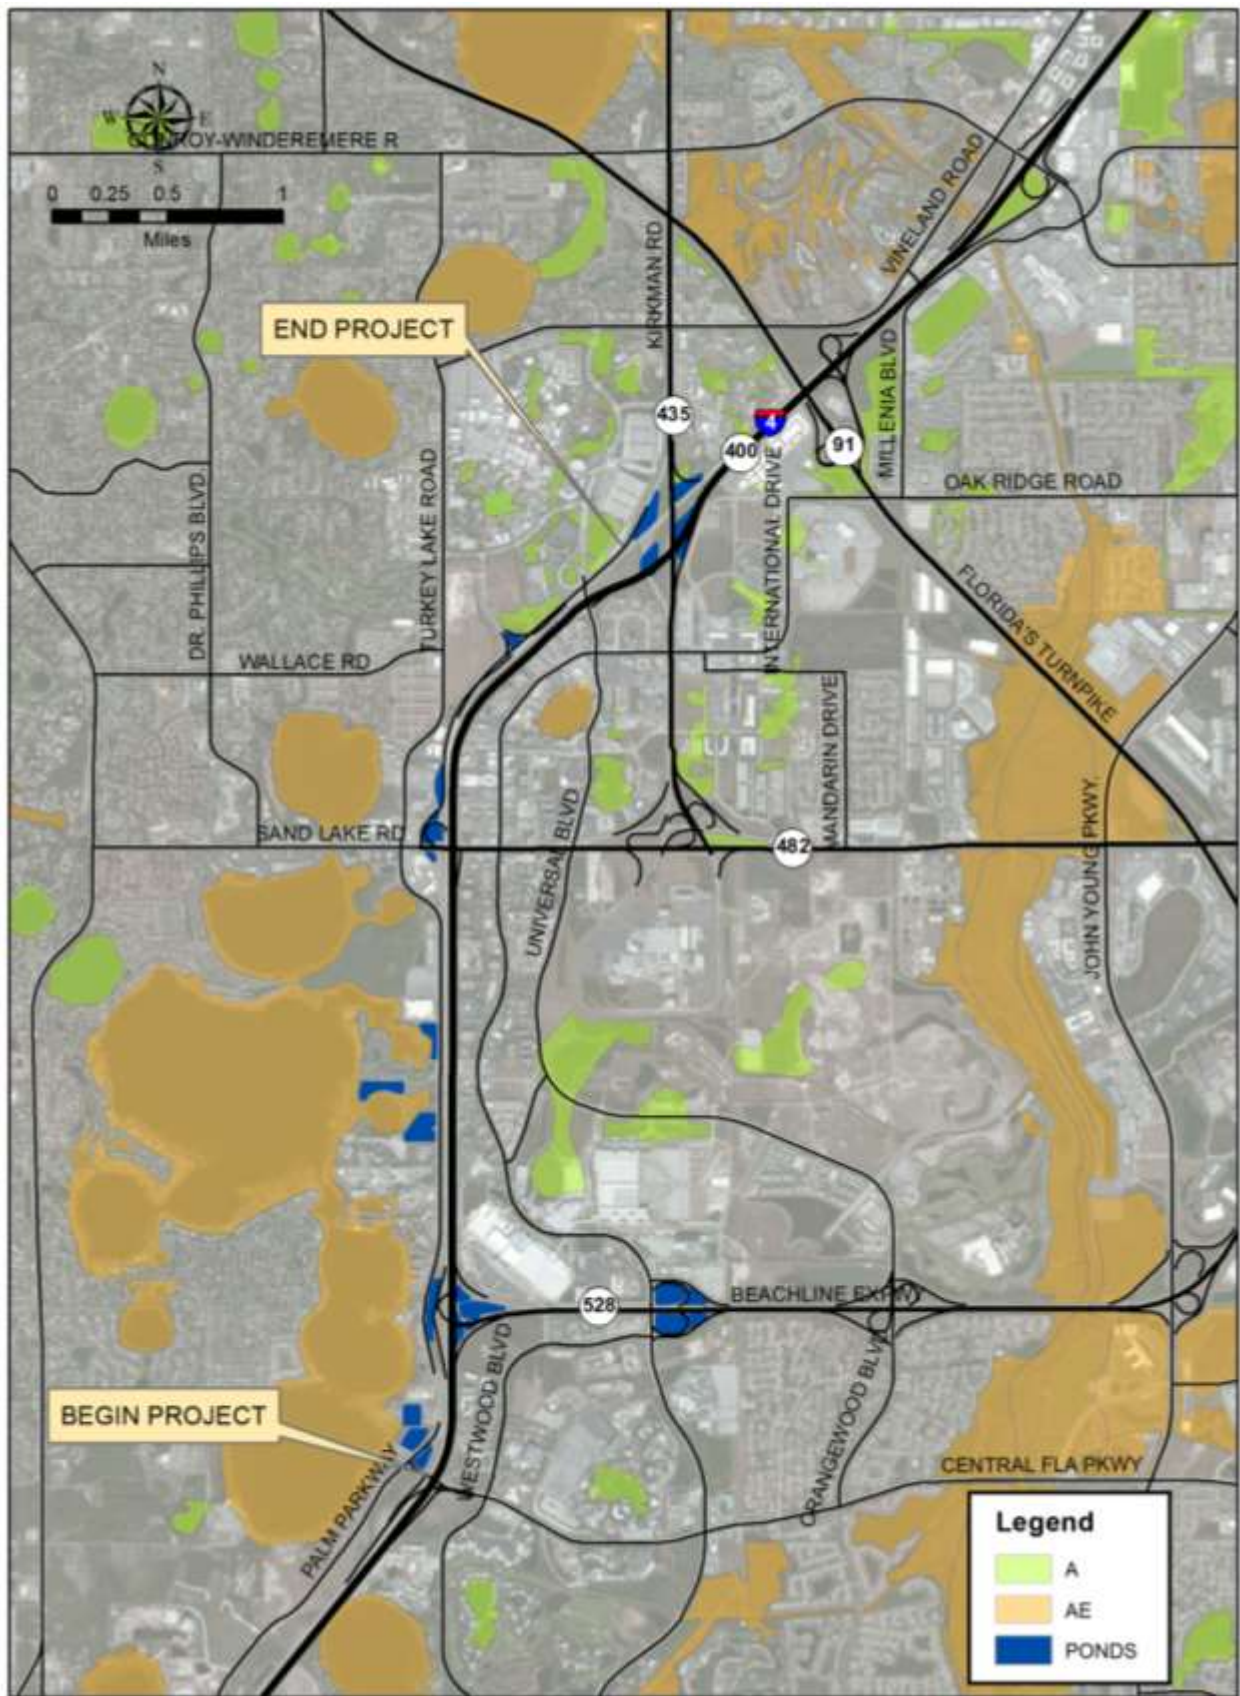 N
W E
S
CONROY-WINDEREMERE R
0 0.25 0.5 1
Miles
VINELAND ROAD
KIRKMAN RD
END PROJECT
MILLENIA BLVD
435
4
400
91
INTERNATIONAL DRIVE
OAK RIDGE ROAD
DR. PHILLIPS BLVD.
TURKEY LAKE ROAD
FLORIDA'S TURNPIKE
WALLACE RD
MANDARIN DRIVE
SAND LAKE RD
482
UNIVERSAL BLVD
JOHN YOUNG PKWY.
528
BEACHLINE EXPWY
WESTWOOD BLVD
ORANGEWOOD BLVD
BEGIN PROJECT
PALM PARKWAY
CENTRAL FLA PKWY
Legend
A
AE
PONDS